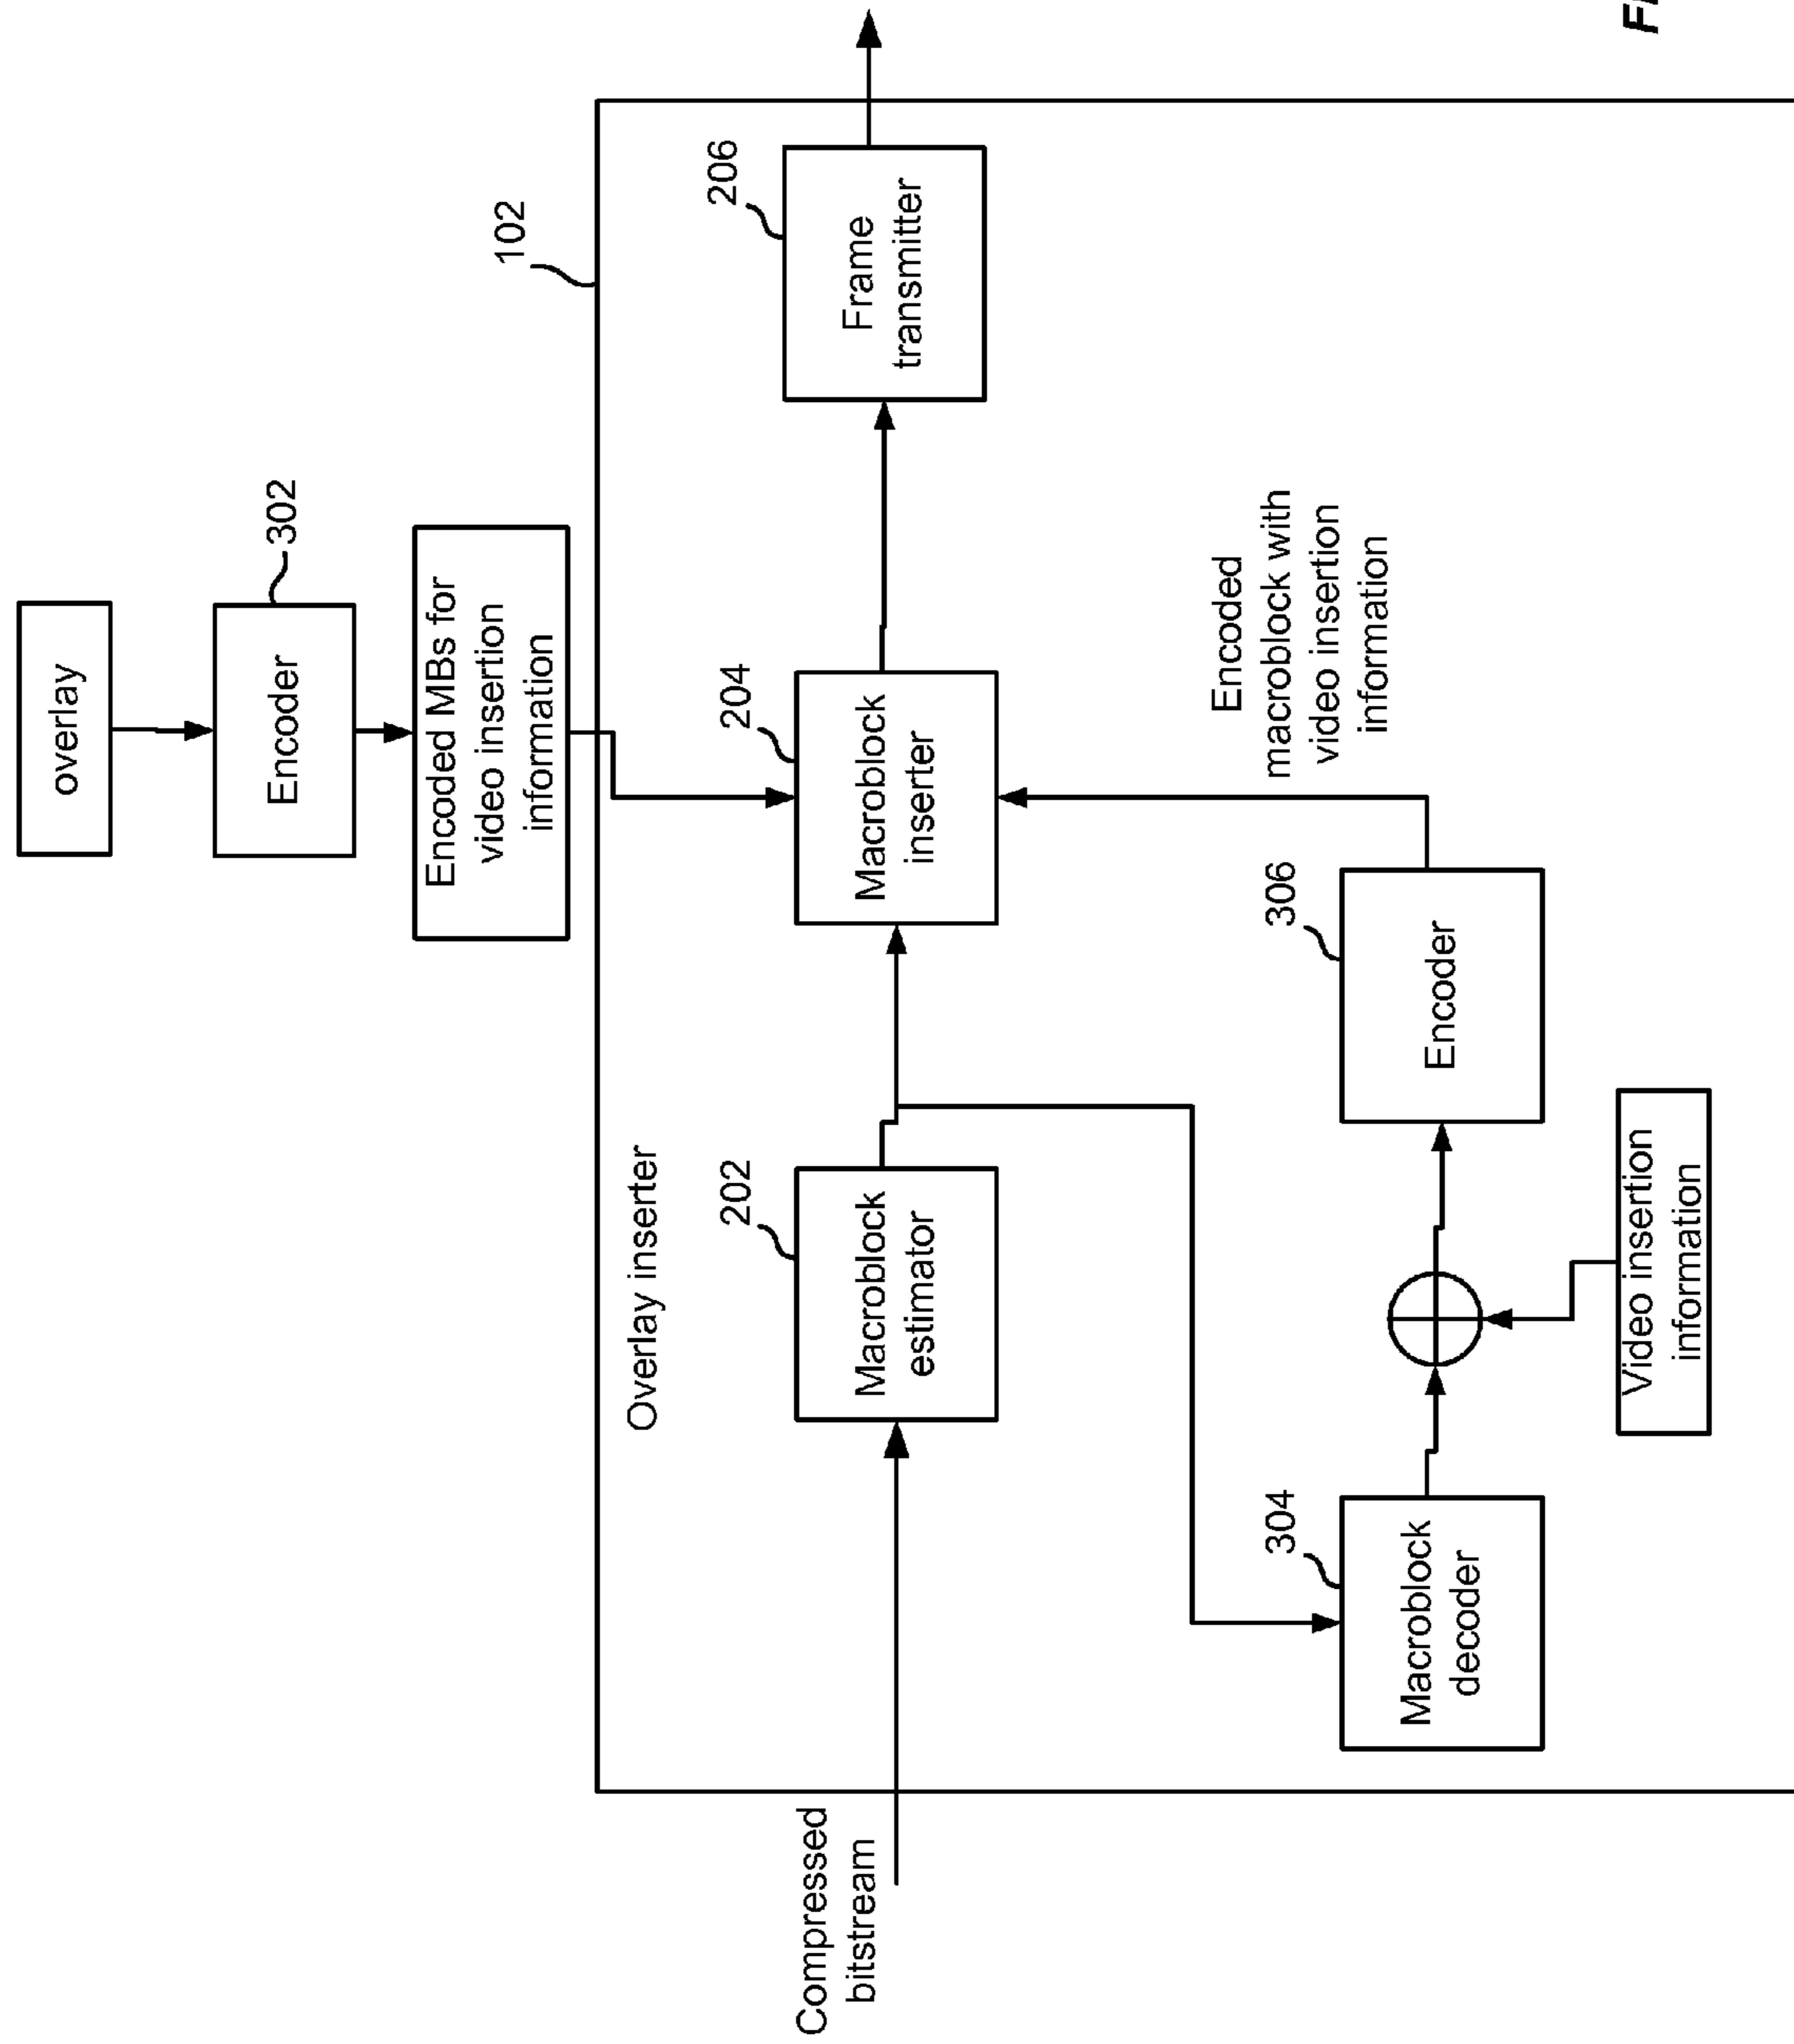 overlay
Encoder
302
Encoded MBs for
video insertion
information
102
Overlay inserter
Compressed
bitstream
202
Macroblock
estimator
204
Macroblock
inserter
206
Frame
transmitter
304
Macroblock
decoder
306
Encoder
Encoded
macroblock with
video insertion
information
Video insertion
information